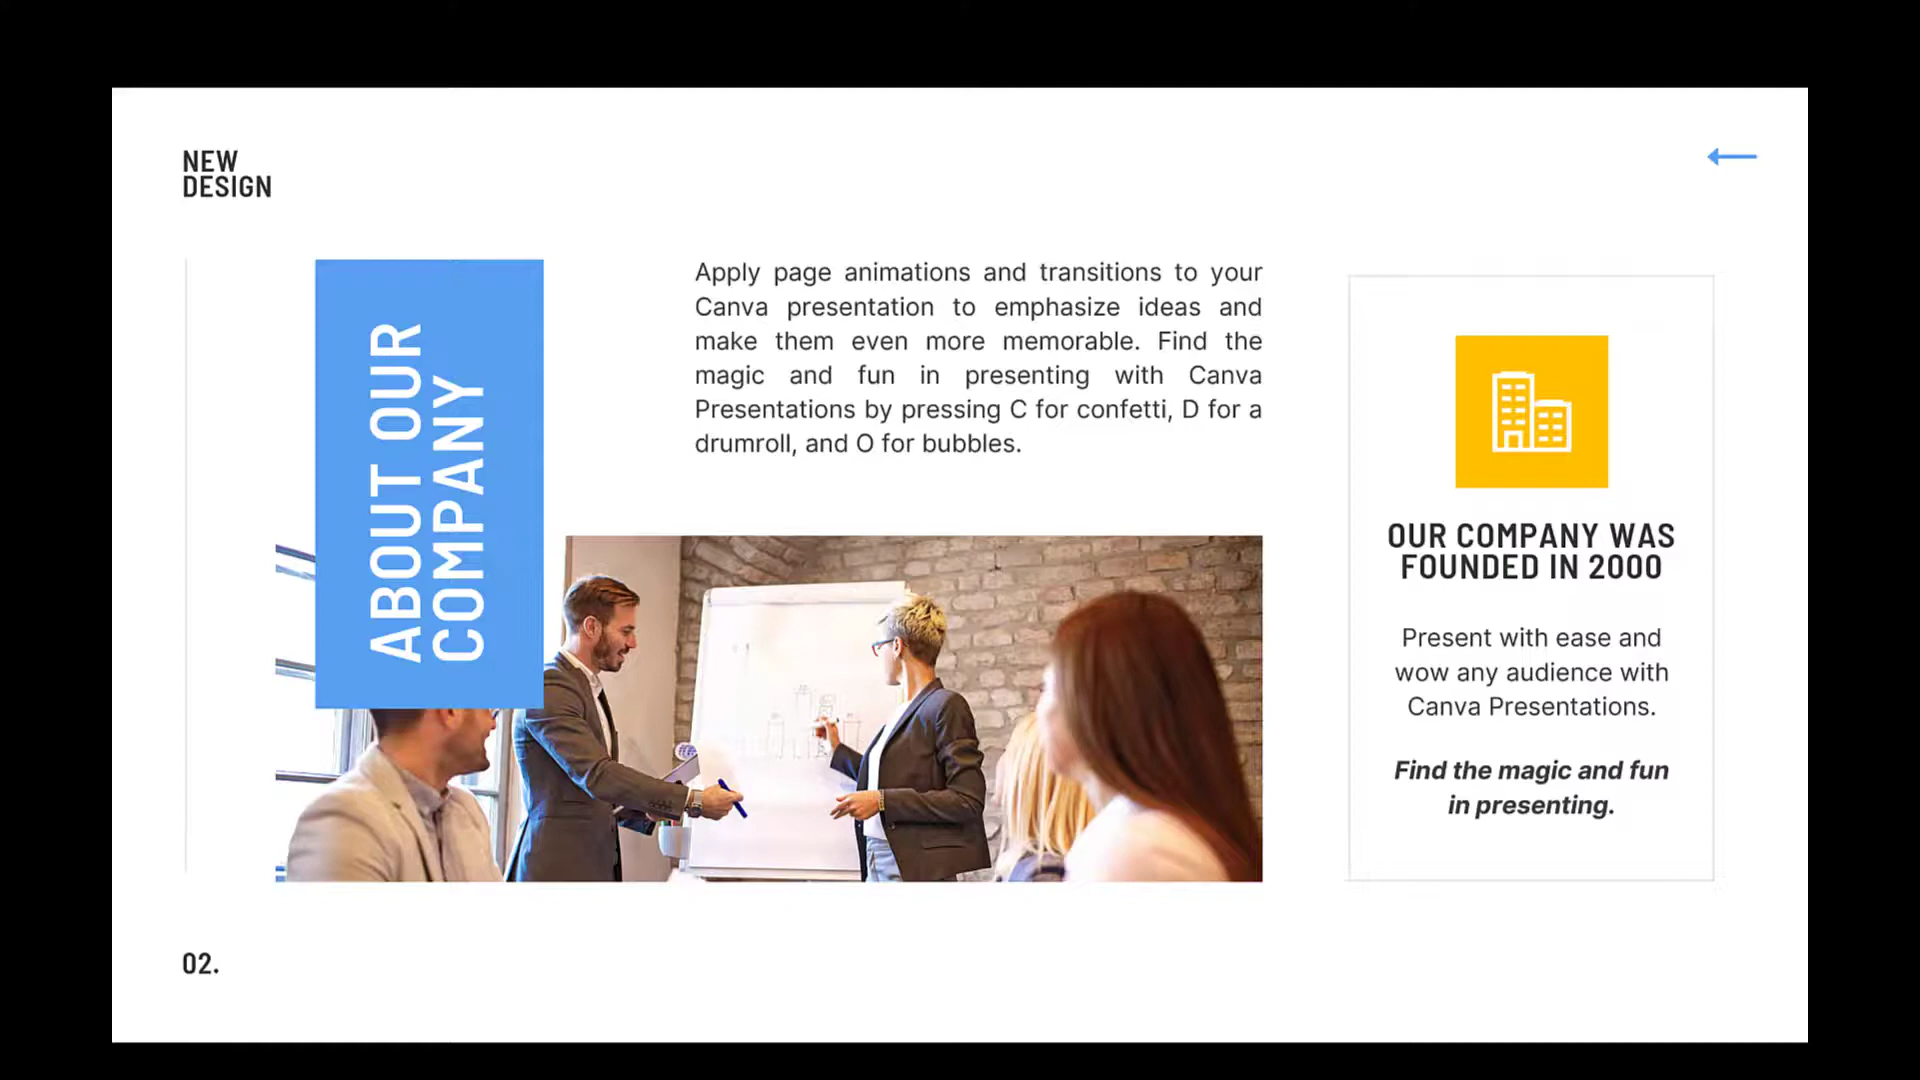 NEW
DESIGN
ABOUT OUR
COMPANY
Apply page animations and transitions to your
Canva presentation to emphasize ideas and
make them even more memorable. Find the
magic and fun in presenting with Canva
Presentations by pressing C for confetti, D for a
drumroll, and O for bubbles.
OUR COMPANY WAS
FOUNDED IN 2000
Present with ease and
wow any audience with
Canva Presentations.
Find the magic and fun
in presenting.
02.